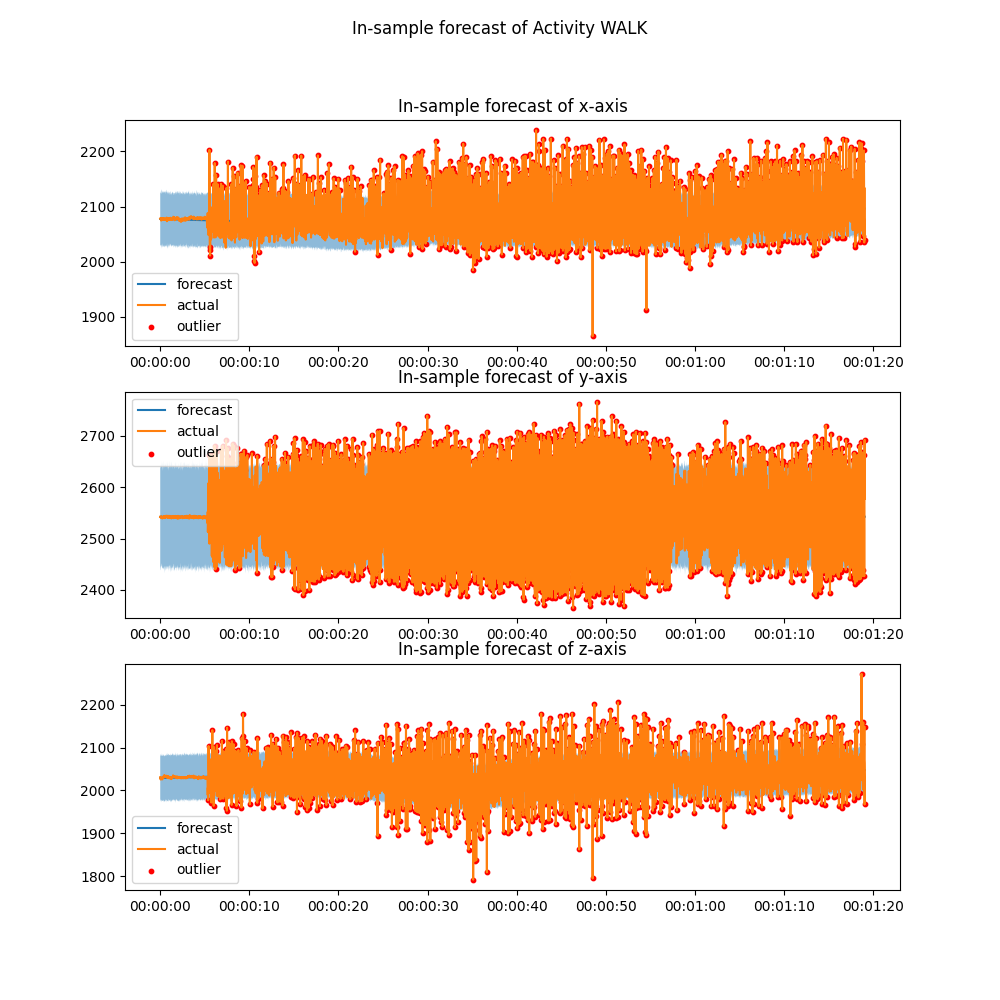 In-sample forecast of Activity WALK
In-sample forecast of x-axis
2200
2100
2000
1900
forecast
actual
outlier
00:00:00 00:00:10 00:00:20 00:00:30 00:00:40 00:00:50 00:01:00 00:01:10 00:01:20
In-sample forecast of y-axis
2700
2600
2500
2400
forecast
actual
outlier
00:00:00 00:00:10 00:00:20 00:00:30 00:00:40 00:00:50 00:01:00 00:01:10 00:01:20
In-sample forecast of z-axis
2200
2100
2000
1900
1800
forecast
actual
outlier
00:00:00 00:00:10 00:00:20 00:00:30 00:00:40 00:00:50 00:01:00 00:01:10 00:01:20